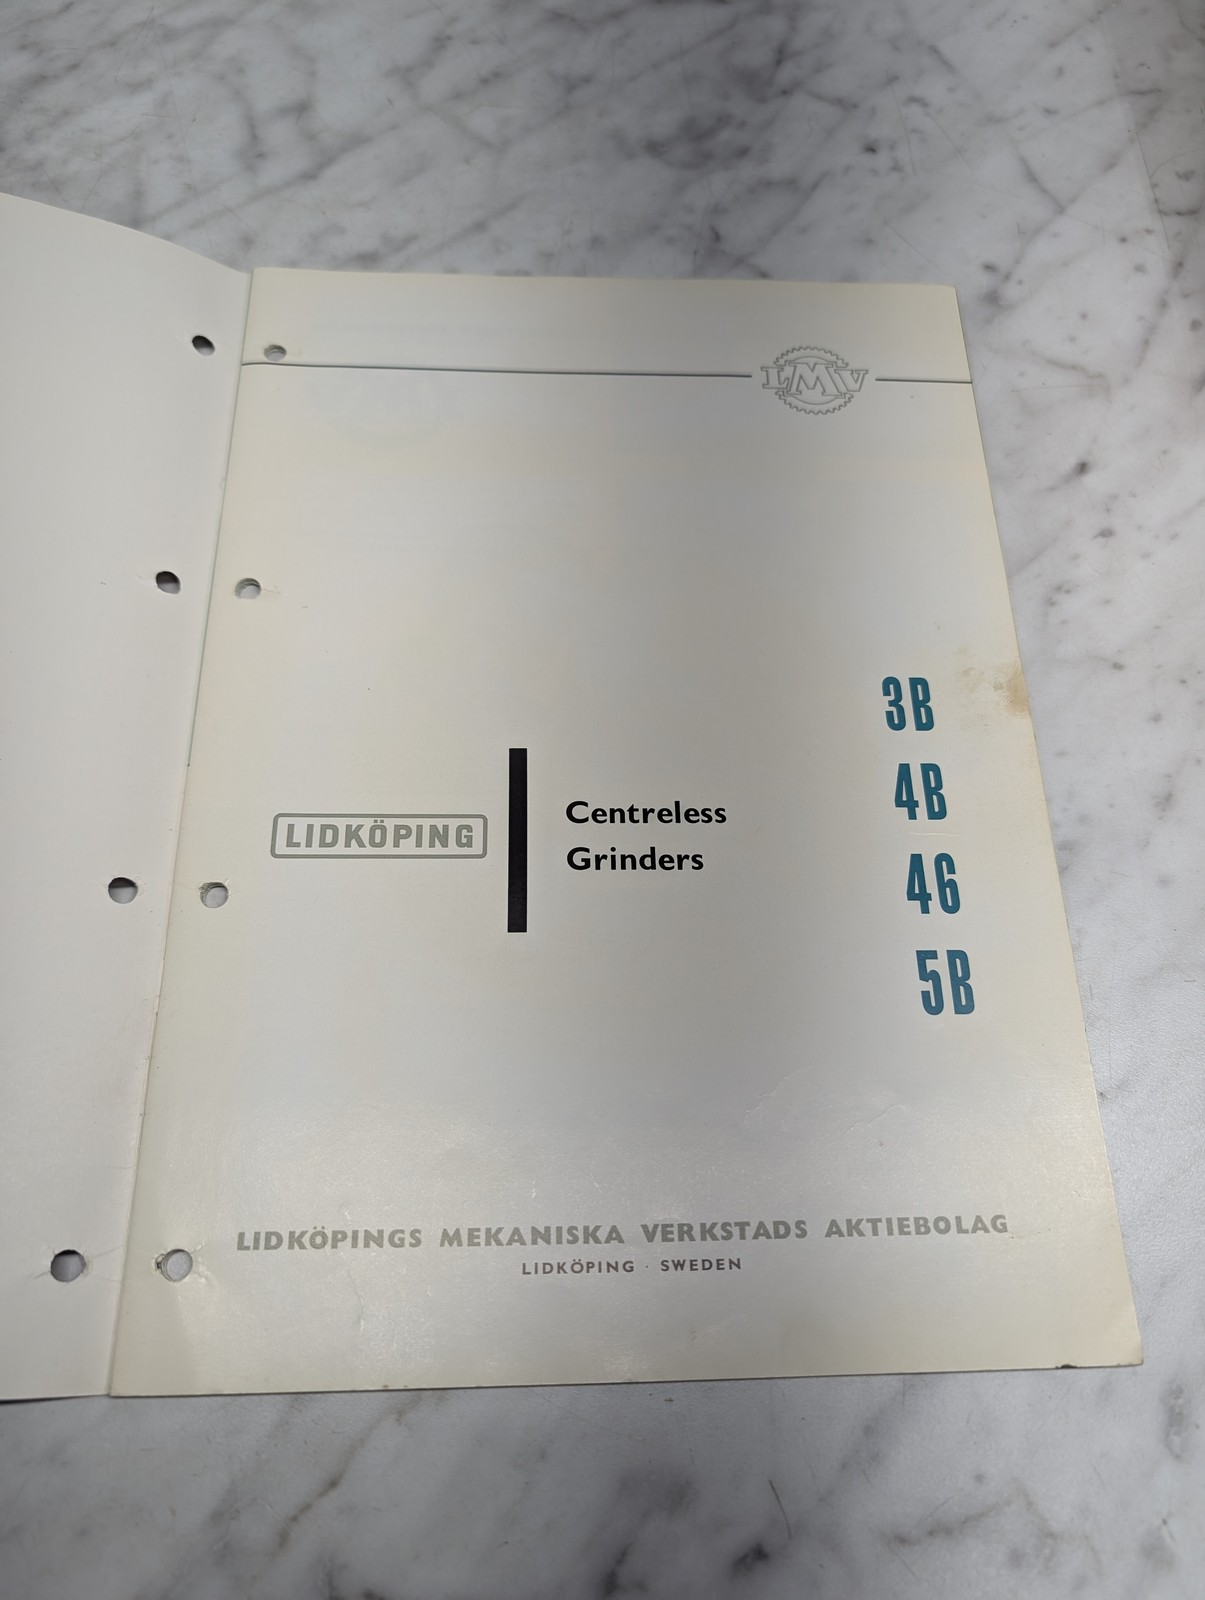 LMV
3B
4B
46
5B
LIDKÖPING
Centreless
Grinders
LIDKÖPINGS MEKANISKA VERKSTADS AKTIEBOLAG
LIDKÖPING · SWEDEN